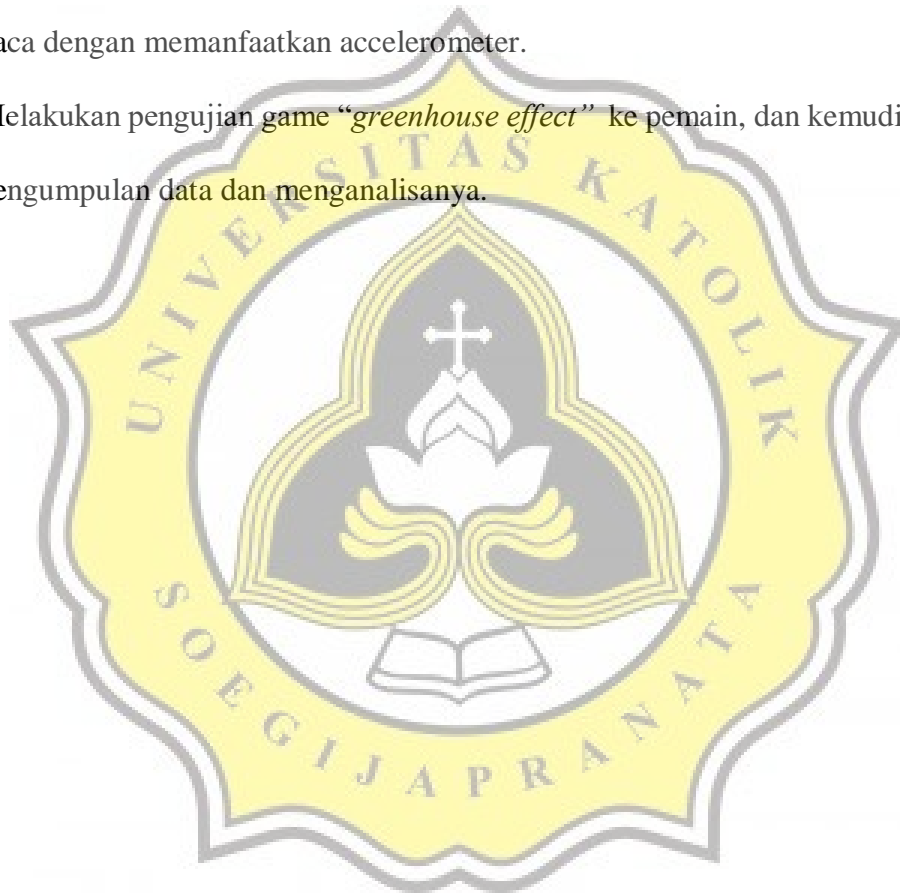 aca dengan memanfaatkan accelerometer.
lelakukan pengujian game “greenhouse effect” ke pemain, dan kemudi
engumpulan data dan menganalisanya.
UNIVERSITAS KATOLIK
SOEGIJAPRANATA